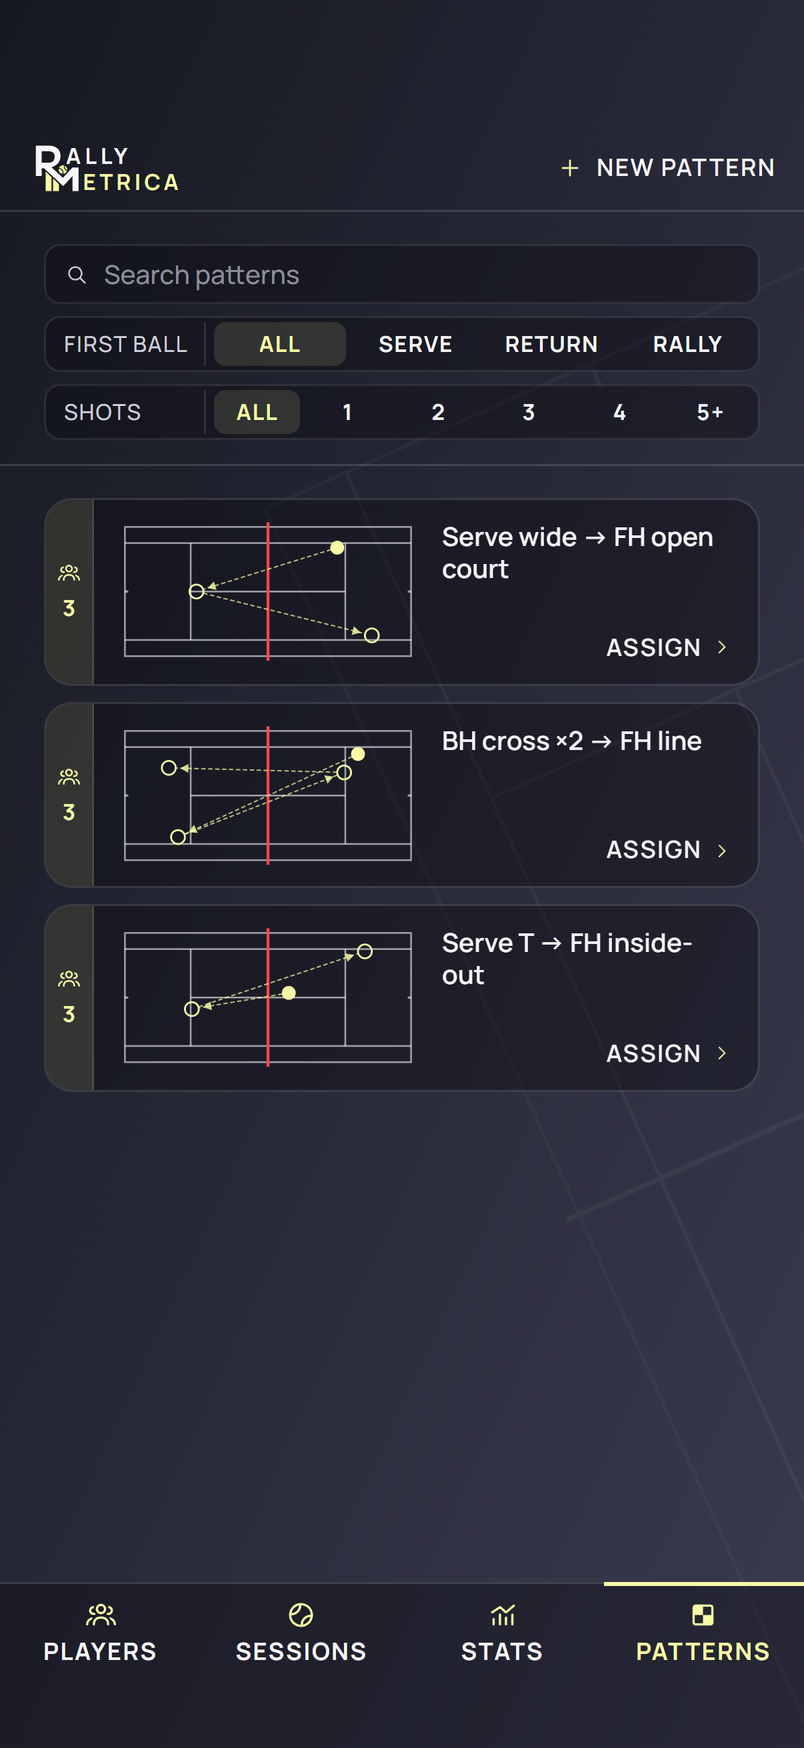 RALLY
METRICA
+ NEW PATTERN
Search patterns
FIRST BALL ALL SERVE RETURN RALLY
SHOTS ALL 1 2 3 4 5+
3
Serve wide → FH open
court
ASSIGN >
3
BH cross ×2 → FH line
ASSIGN >
3
Serve T → FH inside-
out
ASSIGN >
PLAYERS SESSIONS STATS PATTERNS